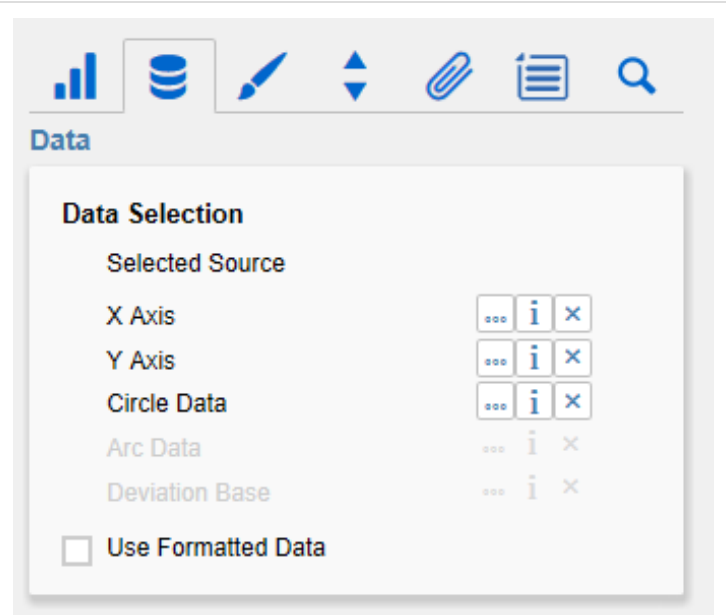 Data
Data Selection
Selected Source
X Axis ... i ×
Y Axis ... i ×
Circle Data ... i ×
Arc Data ... i ×
Deviation Base ... i ×
Use Formatted Data